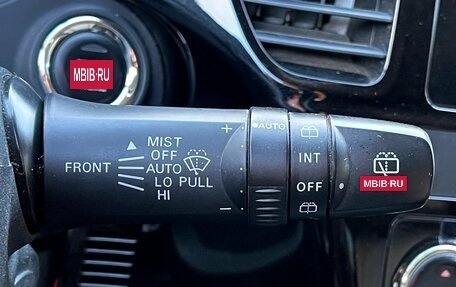 MBIB.RU
MIST
+ •AUTO
OFF
FRONT AUTO INT
LO PULL OFF
HI
−
MBIB.RU